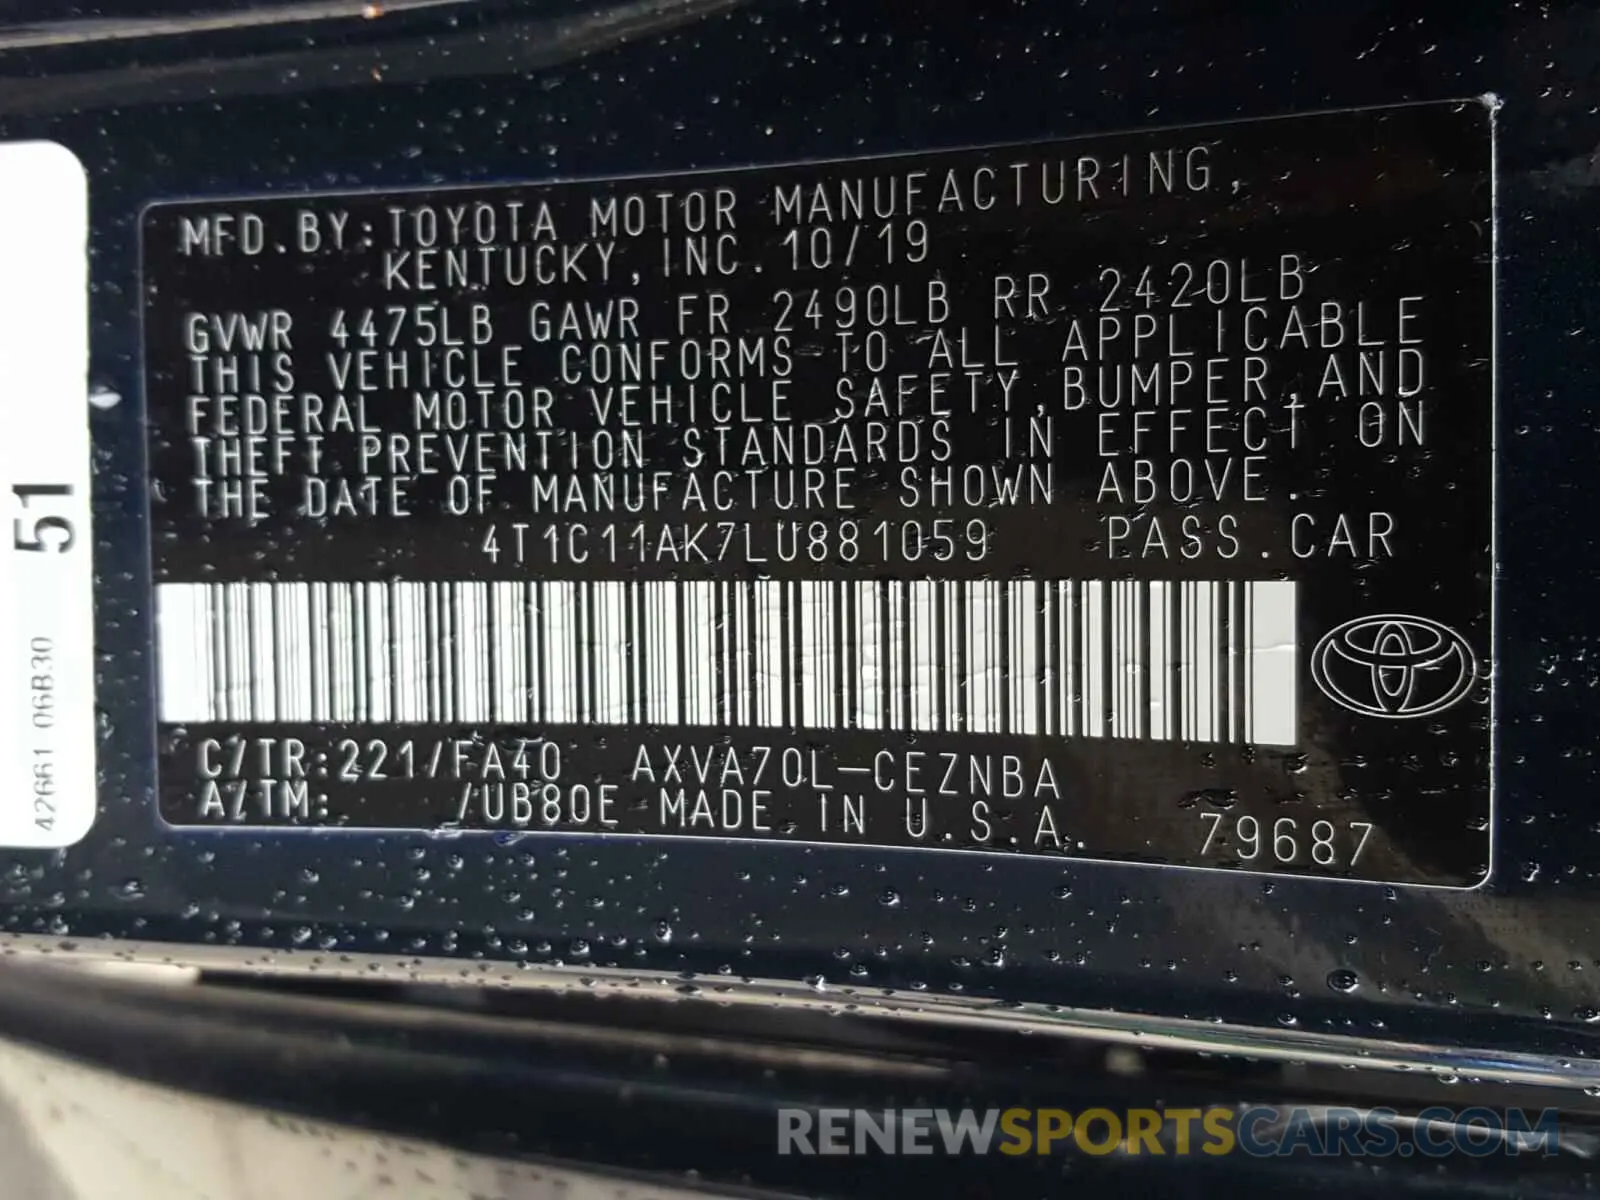 MFD.BY:TOYOTA MOTOR MANUFACTURING,
KENTUCKY,INC. 10/19
GVWR 4475LB GAWR FR 2490LB RR 2420LB
THIS VEHICLE CONFORMS TO ALL APPLICABLE
FEDERAL MOTOR VEHICLE SAFETY,BUMPER,AND
THEFT PREVENTION STANDARDS IN EFFECT ON
THE DATE OF MANUFACTURE SHOWN ABOVE.
4T1C11AK7LU881059 PASS.CAR
C/TR:221/FA40 AXVA70L-CEZNBA
A/TM: /UB80E MADE IN U.S.A.
79687
51
42661 06B30
RENEWSPORTSCARS.COM